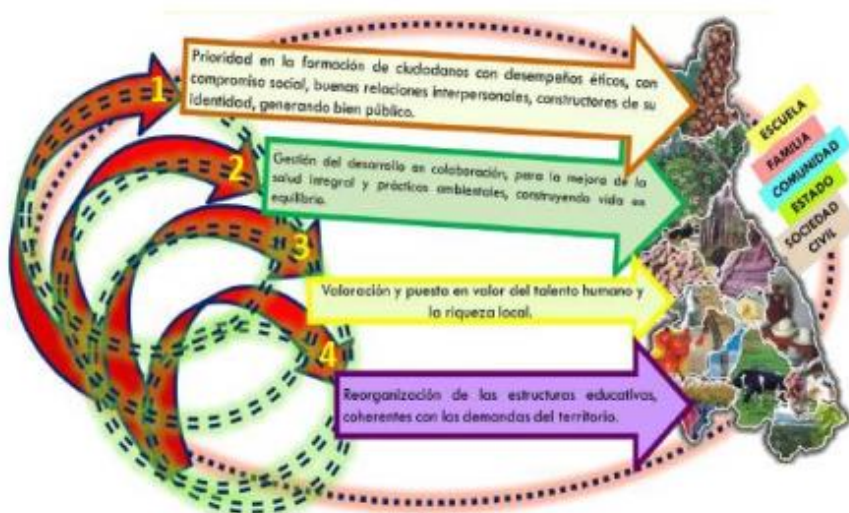 1
Prioridad en la formación de ciudadanos con desempeños éticos, con
compromiso social, buenas relaciones interpersonales, constructores de su
identidad, generando bien público.
2
Gestión del desarrollo en colaboración, para la mejora de la
salud integral y prácticas ambientales, construyendo vida en
equilibrio.
3
Valoración y puesta en valor del talento humano y
la riqueza local.
4
Reorganización de las estructuras educativas,
coherentes con las demandas del territorio.
ESCUELA
FAMILIA
COMUNIDAD
ESTADO
SOCIEDAD
CIVIL